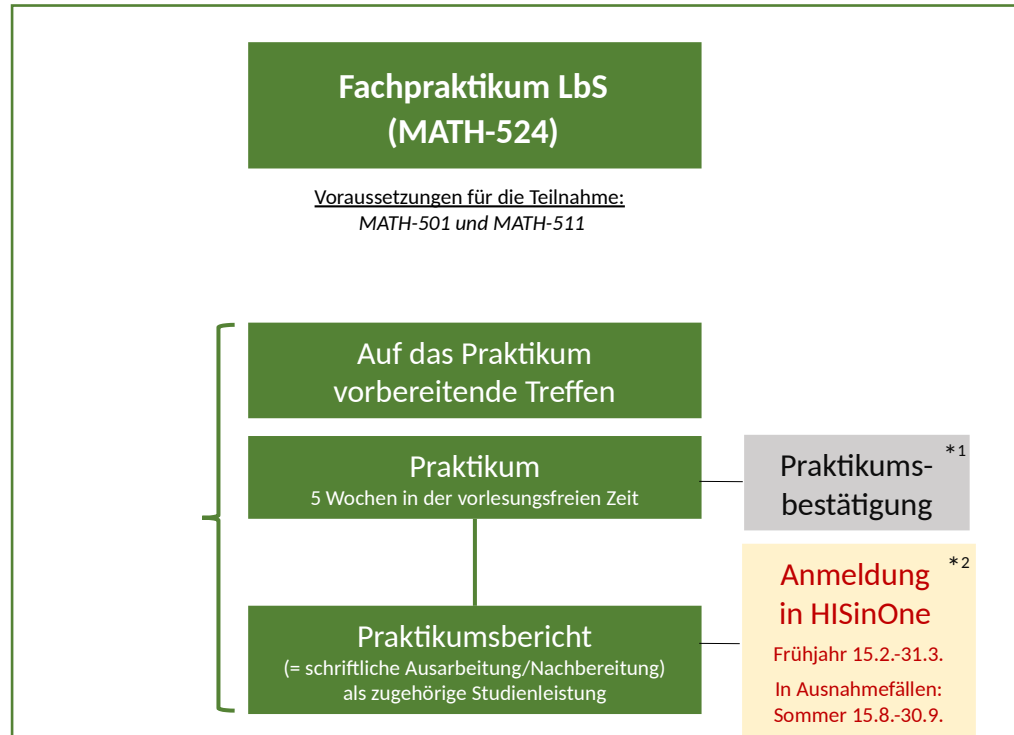 Fachpraktikum LbS
(MATH-524)
Voraussetzungen für die Teilnahme:
MATH-501 und MATH-511
Auf das Praktikum
vorbereitende Treffen
Praktikum
5 Wochen in der vorlesungsfreien Zeit
Praktikums-
bestätigung
*1
Anmeldung
in HISinOne
*2
Frühjahr 15.2.-31.3.
In Ausnahmefällen:
Sommer 15.8.-30.9.
Praktikumsbericht
(= schriftliche Ausarbeitung/Nachbereitung)
als zugehörige Studienleistung